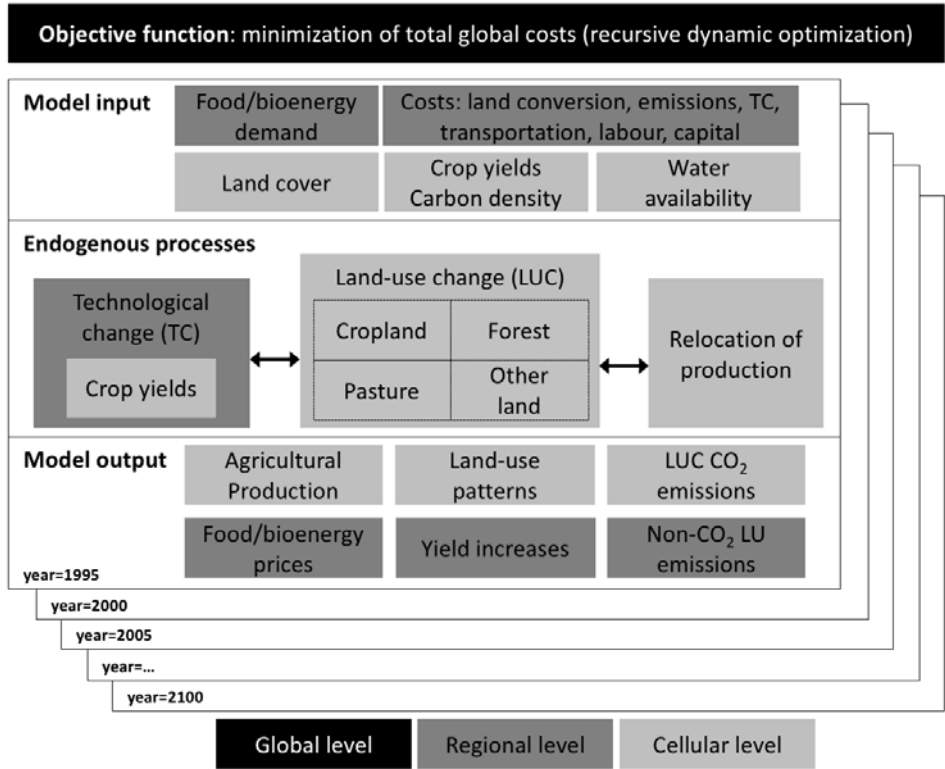 Objective function: minimization of total global costs (recursive dynamic optimization)
Model input
Food/bioenergy
demand
Costs: land conversion, emissions, TC,
transportation, labour, capital
Land cover
Crop yields
Carbon density
Water
availability
Endogenous processes
Technological
change (TC)
Crop yields
Land-use change (LUC)
Cropland
Forest
Pasture
Other
land
Relocation of
production
Model output
Agricultural
Production
Land-use
patterns
LUC CO₂
emissions
Food/bioenergy
prices
Yield increases
Non-CO₂ LU
emissions
year=1995
year=2000
year=2005
year=...
year=2100
Global level
Regional level
Cellular level